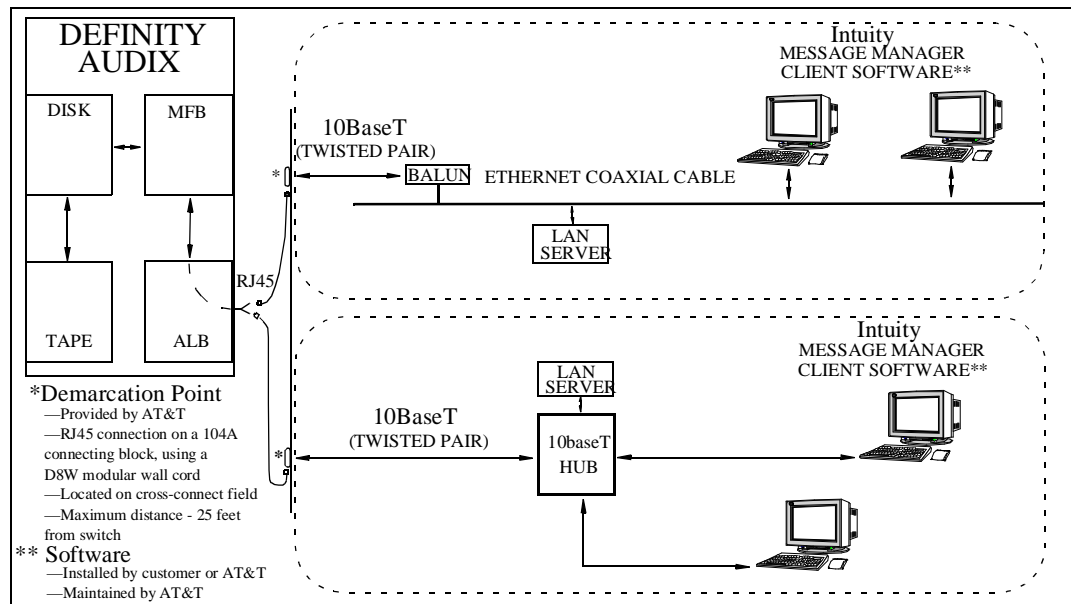 DEFINITY
AUDIX
DISK
MFB
TAPE
ALB
RJ45
*Demarcation Point
—Provided by AT&T
—RJ45 connection on a 104A
connecting block, using a
D8W modular wall cord
—Located on cross-connect field
—Maximum distance - 25 feet
from switch
** Software
—Installed by customer or AT&T
—Maintained by AT&T
Intuity
MESSAGE MANAGER
CLIENT SOFTWARE**
10BaseT
(TWISTED PAIR)
*
BALUN
ETHERNET COAXIAL CABLE
LAN
SERVER
Intuity
MESSAGE MANAGER
CLIENT SOFTWARE**
LAN
SERVER
10BaseT
(TWISTED PAIR)
*
10baseT
HUB